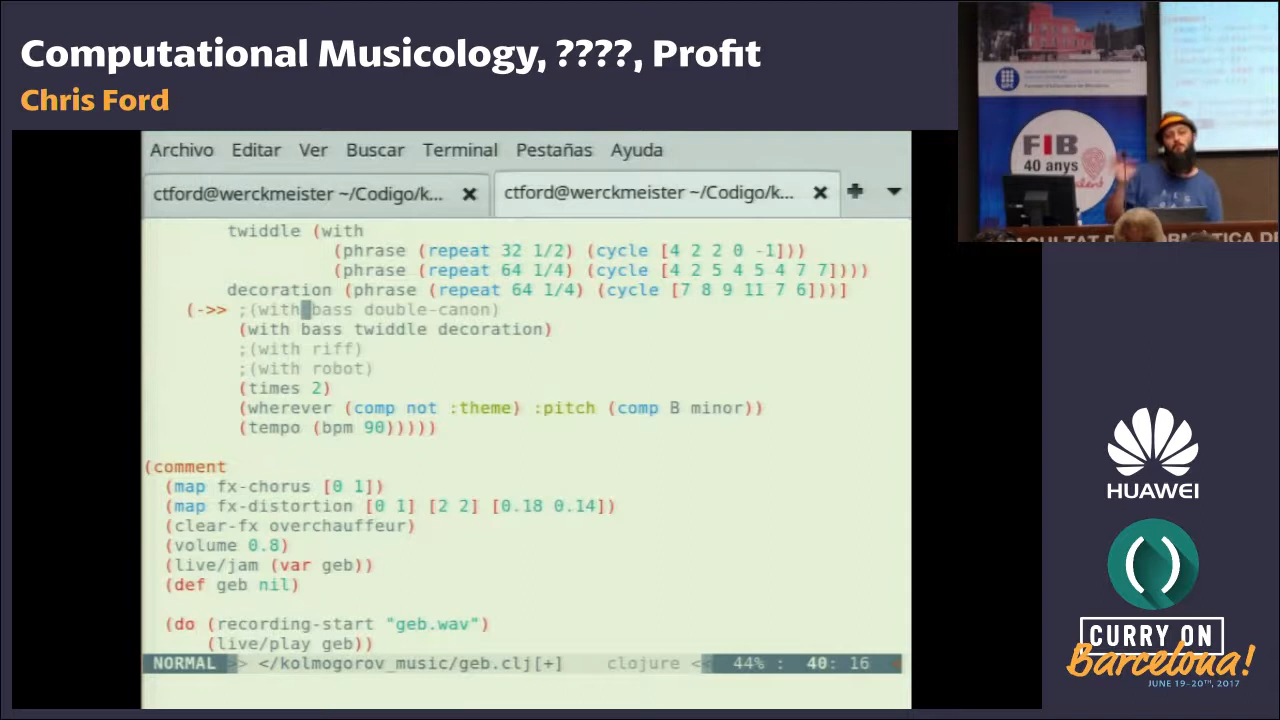 Computational Musicology, ????, Profit
Chris Ford
Archivo Editar Ver Buscar Terminal Pestañas Ayuda
ctford@werckmeister ~/Codigo/k...
ctford@werckmeister ~/Codigo/k...
twiddle (with
(phrase (repeat 32 1/2) (cycle [4 2 2 0 -1]))
(phrase (repeat 64 1/4) (cycle [4 2 5 4 5 4 7 7])))
decoration (phrase (repeat 64 1/4) (cycle [7 8 9 11 7 6]))]
(->> ;(with bass double-canon)
(with bass twiddle decoration)
;(with riff)
;(with robot)
(times 2)
(wherever (comp not :theme) :pitch (comp B minor))
(tempo (bpm 90)))))
(comment
(map fx-chorus [0 1])
(map fx-distortion [0 1] [2 2] [0.18 0.14])
(clear-fx overchauffeur)
(volume 0.8)
(live/jam (var geb))
(def geb nil)
(do (recording-start "geb.wav")
(live/play geb))
NORMAL >> </kolmogorov_music/geb.clj[+] clojure << 44% : 40: 16
FIB
40 anys
HUAWEI
CURRY ON
Barcelona!
JUNE 19-20TH, 2017